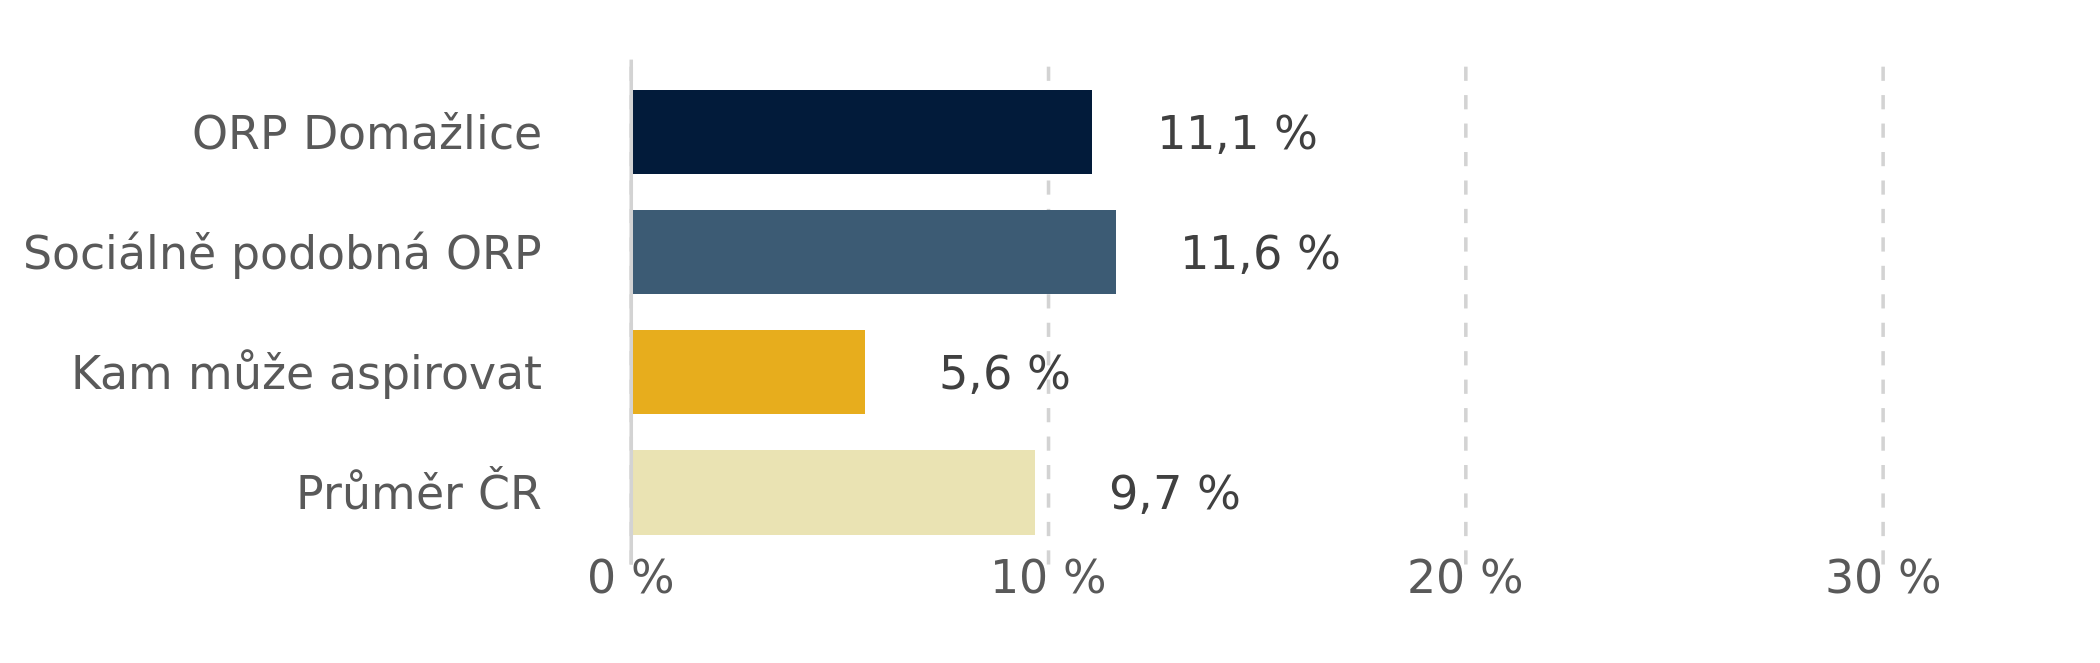 ORP Domažlice 11,1 %
Sociálně podobná ORP 11,6 %
Kam může aspirovat 5,6 %
Průměr ČR 9,7 %
0 % 10 % 20 % 30 %